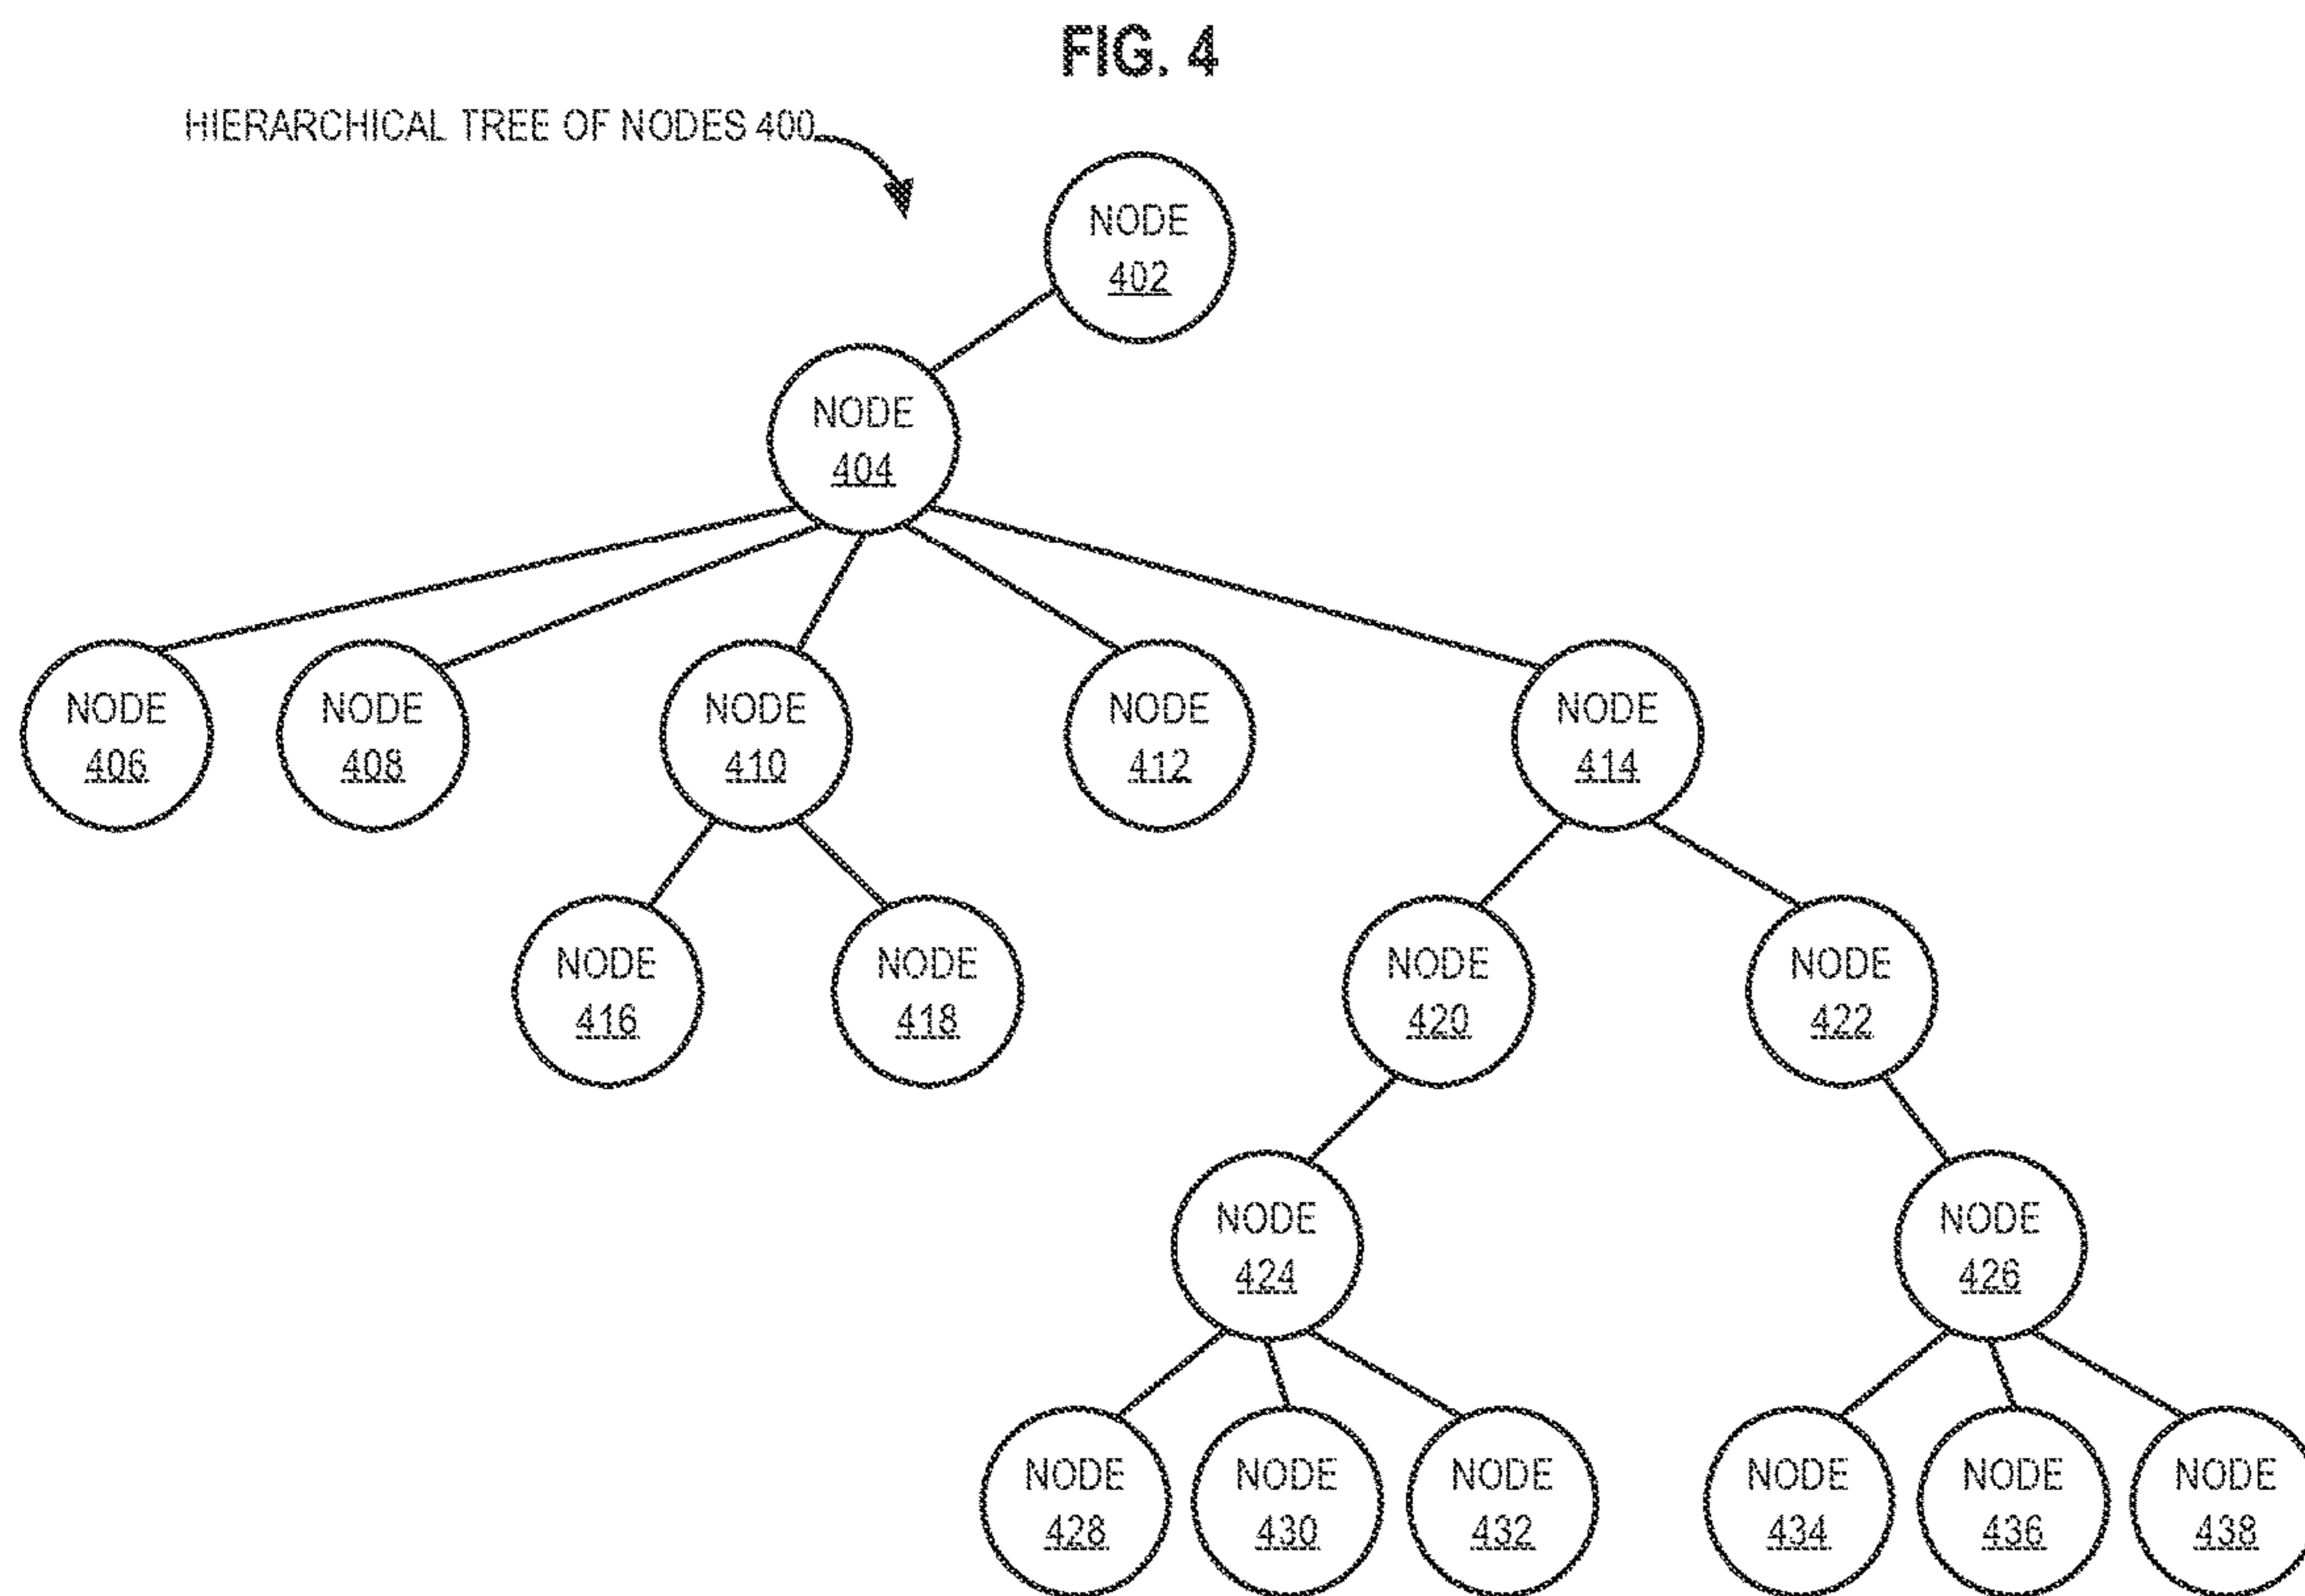 FIG. 4
HIERARCHICAL TREE OF NODES 400
NODE
402
NODE
404
NODE
406
NODE
408
NODE
410
NODE
412
NODE
414
NODE
416
NODE
418
NODE
420
NODE
422
NODE
424
NODE
426
NODE
428
NODE
430
NODE
432
NODE
434
NODE
436
NODE
438